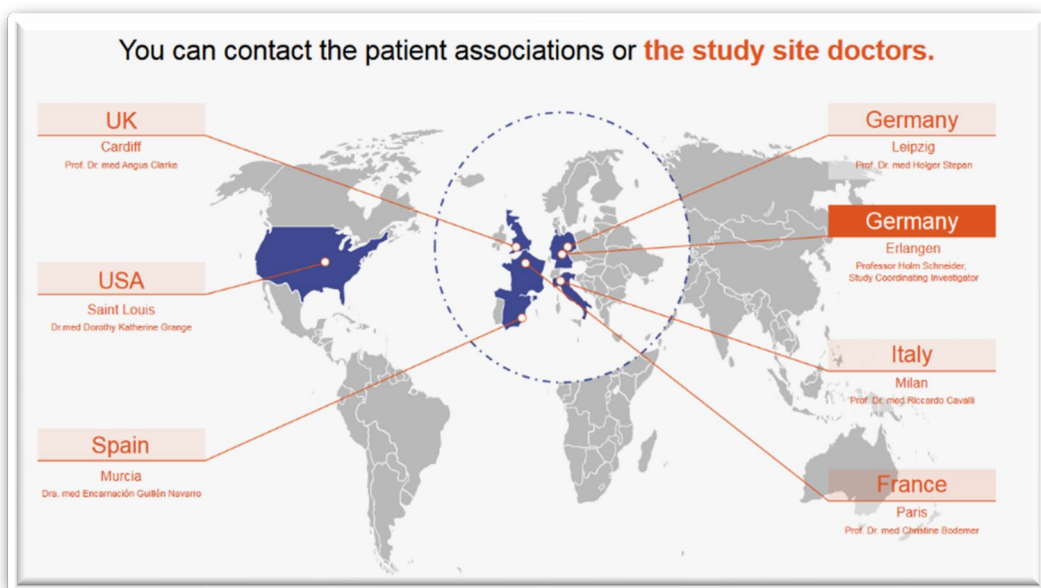 You can contact the patient associations or the study site doctors.
UK
Cardiff
Prof. Dr. med Angus Clarke
USA
Saint Louis
Dr.med Dorothy Katherine Grange
Spain
Murcia
Dra. med Encarnación Guillén Navarro
Germany
Leipzig
Prof. Dr. med Holger Stepan
Germany
Erlangen
Professor Holm Schneider,
Study Coordinating Investigator
Italy
Milan
Prof. Dr. med Riccardo Cavalli
France
Paris
Prof. Dr. med Christine Bodemer